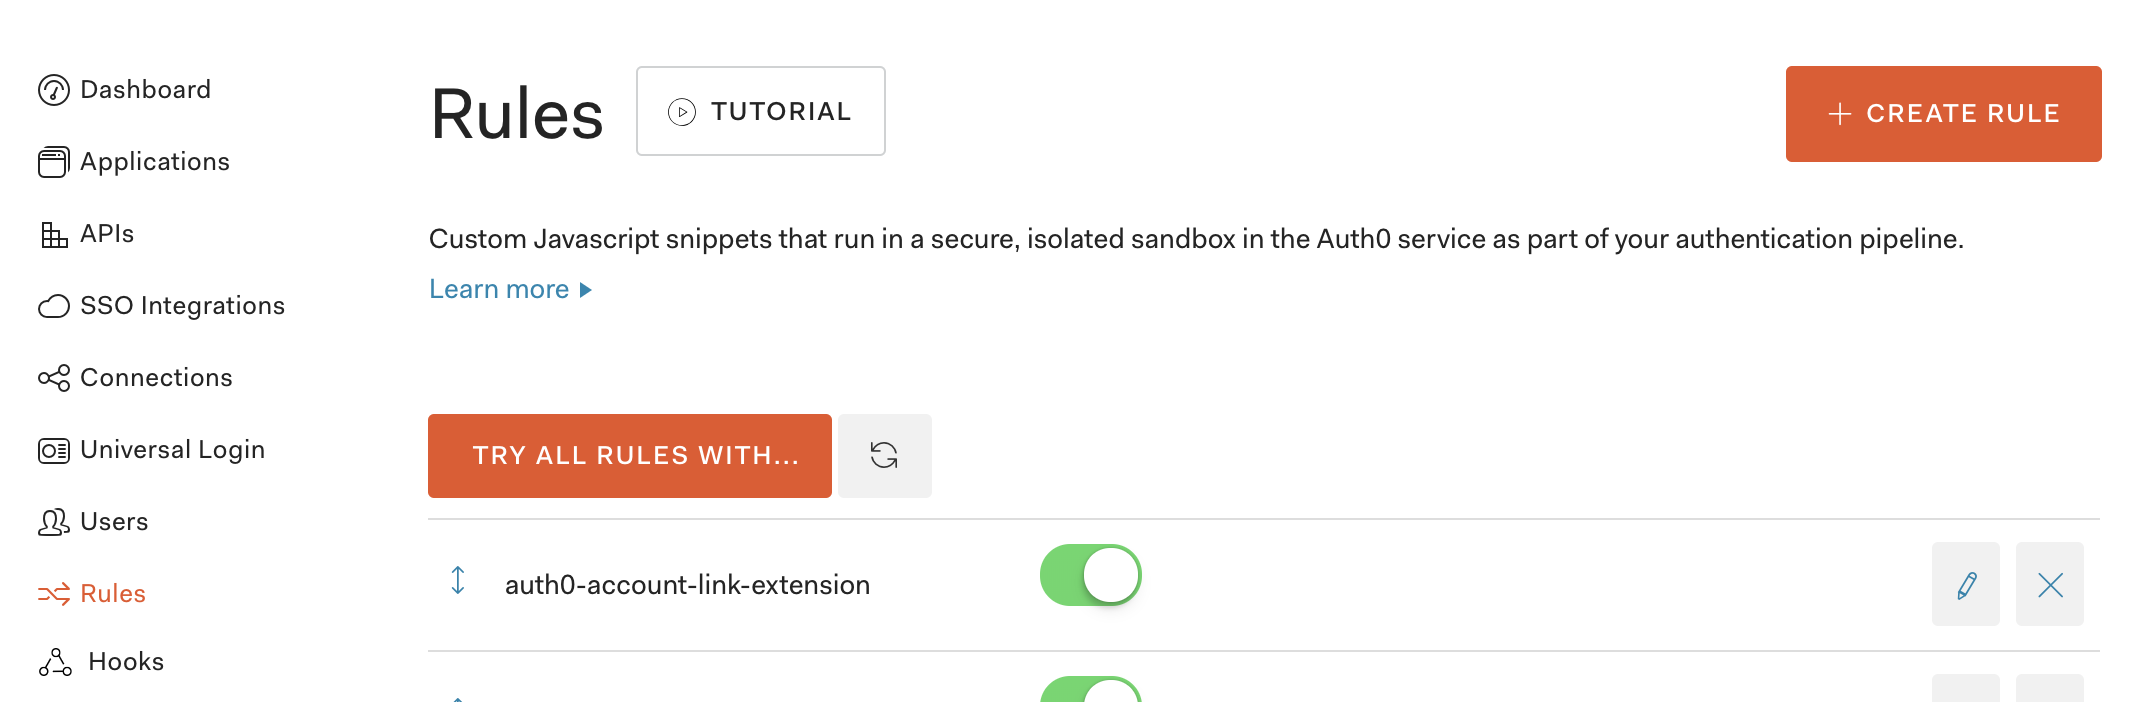 Dashboard
Applications
APIs
SSO Integrations
Connections
Universal Login
Users
Rules
Hooks
Rules
TUTORIAL
CREATE RULE
Custom Javascript snippets that run in a secure, isolated sandbox in the Auth0 service as part of your authentication pipeline.
Learn more
TRY ALL RULES WITH...
auth0-account-link-extension